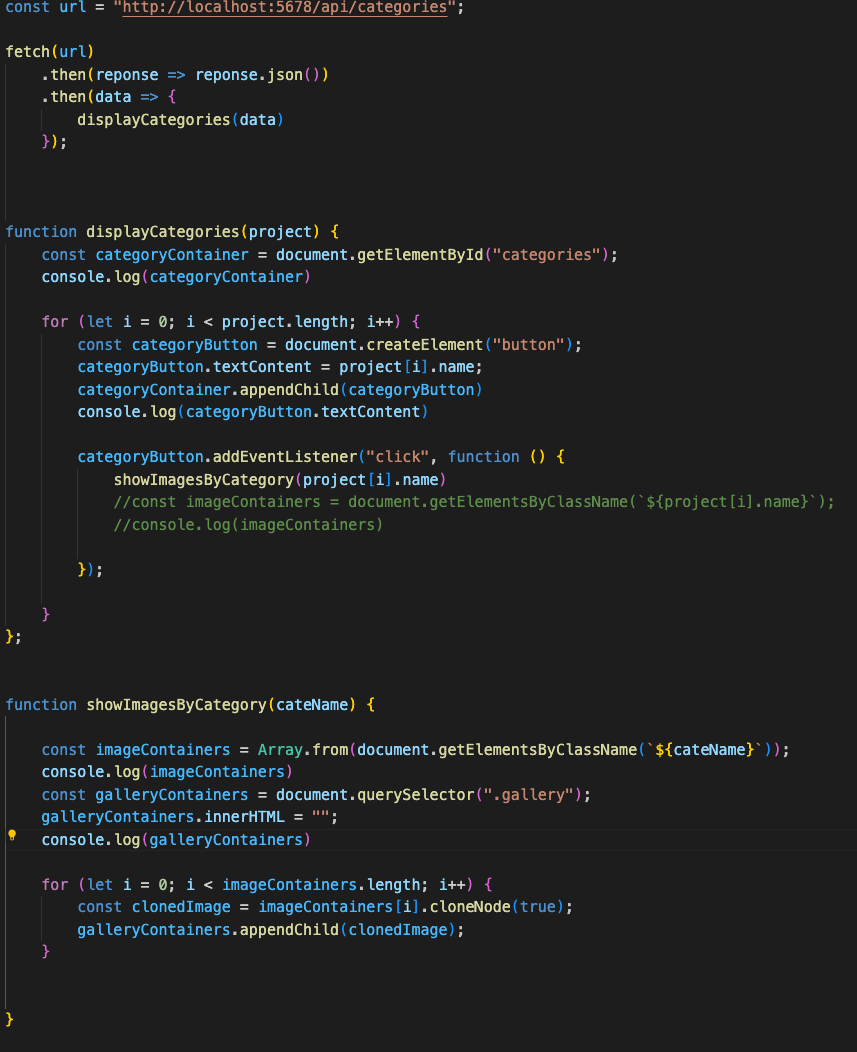 const url = "http://localhost:5678/api/categories";
fetch(url)
.then(reponse => reponse.json())
.then(data => {
displayCategories(data)
});
function displayCategories(project) {
const categoryContainer = document.getElementById("categories");
console.log(categoryContainer)
for (let i = 0; i < project.length; i++) {
const categoryButton = document.createElement("button");
categoryButton.textContent = project[i].name;
categoryContainer.appendChild(categoryButton)
console.log(categoryButton.textContent)
categoryButton.addEventListener("click", function () {
showImagesByCategory(project[i].name)
//const imageContainers = document.getElementsByClassName(`${project[i].name}`);
//console.log(imageContainers)
});
}
};
function showImagesByCategory(cateName) {
const imageContainers = Array.from(document.getElementsByClassName(`${cateName}`));
console.log(imageContainers)
const galleryContainers = document.querySelector(".gallery");
galleryContainers.innerHTML = "";
console.log(galleryContainers)
for (let i = 0; i < imageContainers.length; i++) {
const clonedImage = imageContainers[i].cloneNode(true);
galleryContainers.appendChild(clonedImage);
}
}